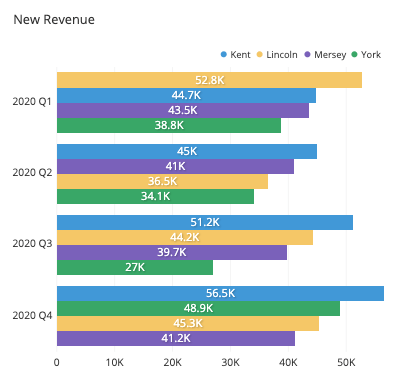 New Revenue
Kent Lincoln Mersey York
2020 Q1
52.8K
44.7K
43.5K
38.8K
2020 Q2
45K
41K
36.5K
34.1K
2020 Q3
51.2K
44.2K
39.7K
27K
2020 Q4
56.5K
48.9K
45.3K
41.2K
0 10K 20K 30K 40K 50K